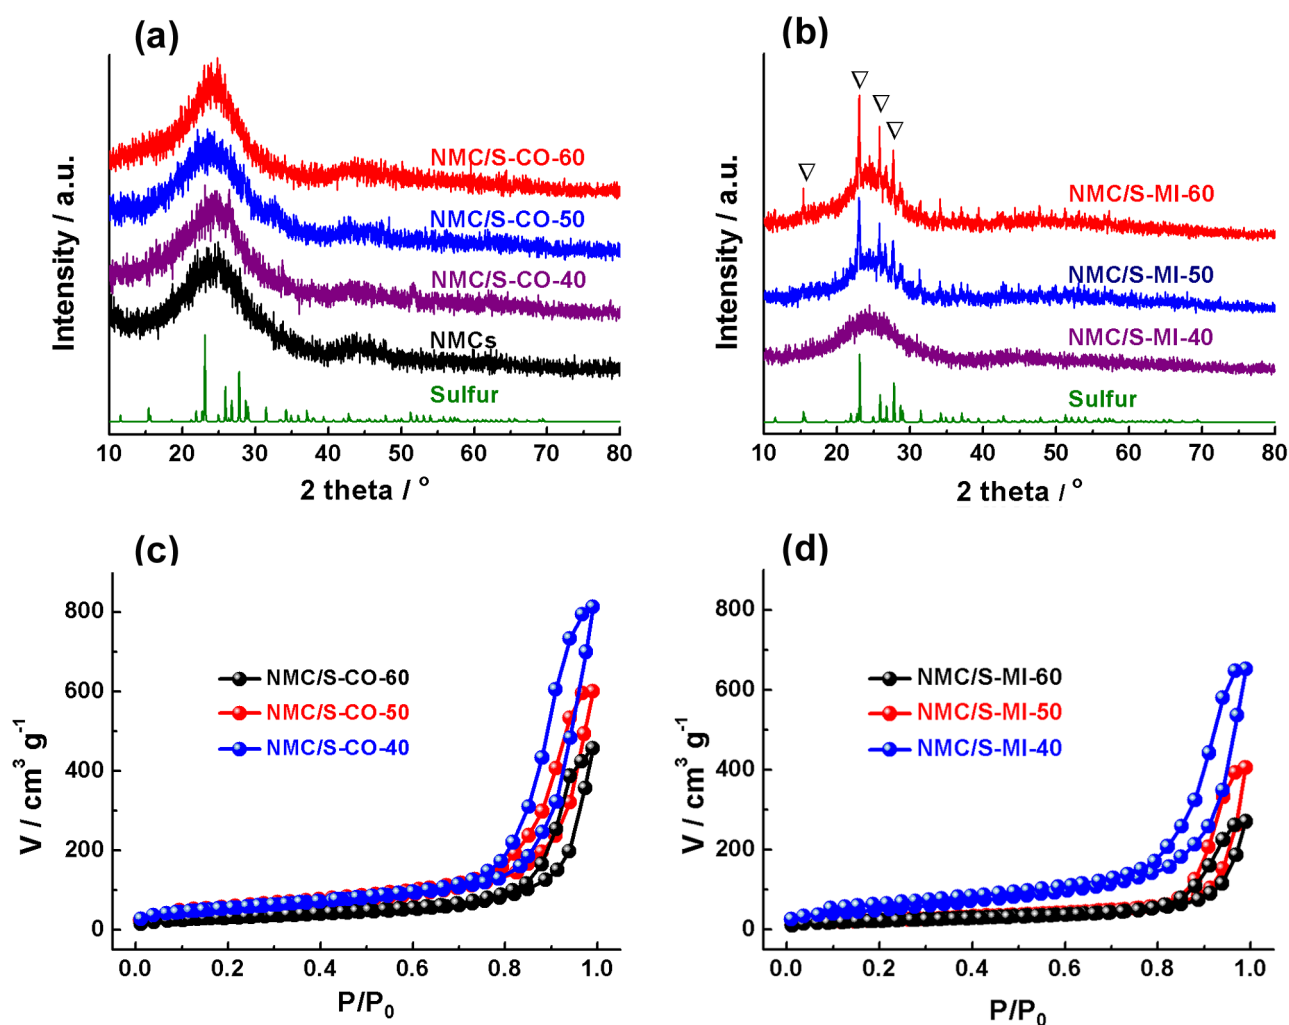 (a)
Intensity / a.u.
NMC/S-CO-60
NMC/S-CO-50
NMC/S-CO-40
NMCs
Sulfur
10 20 30 40 50 60 70 80
2 theta / °
(b)
Intensity / a.u.
NMC/S-MI-60
NMC/S-MI-50
NMC/S-MI-40
Sulfur
10 20 30 40 50 60 70 80
2 theta / °
(c)
V / cm³ g⁻¹
800
600
400
200
0
NMC/S-CO-60
NMC/S-CO-50
NMC/S-CO-40
0.0 0.2 0.4 0.6 0.8 1.0
P/P₀
(d)
V / cm³ g⁻¹
800
600
400
200
0
NMC/S-MI-60
NMC/S-MI-50
NMC/S-MI-40
0.0 0.2 0.4 0.6 0.8 1.0
P/P₀